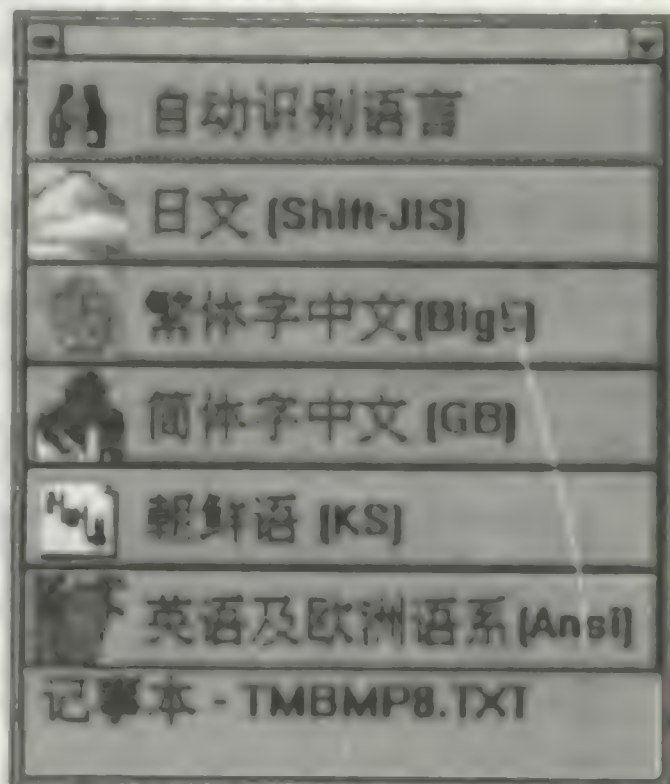 自动识别语言
日文 (Shift-JIS)
繁体字中文(Big5)
简体字中文 (GB)
朝鲜语 (KS)
英语及欧洲语系(Ansi)
记事本 - TMBMP8.TXT